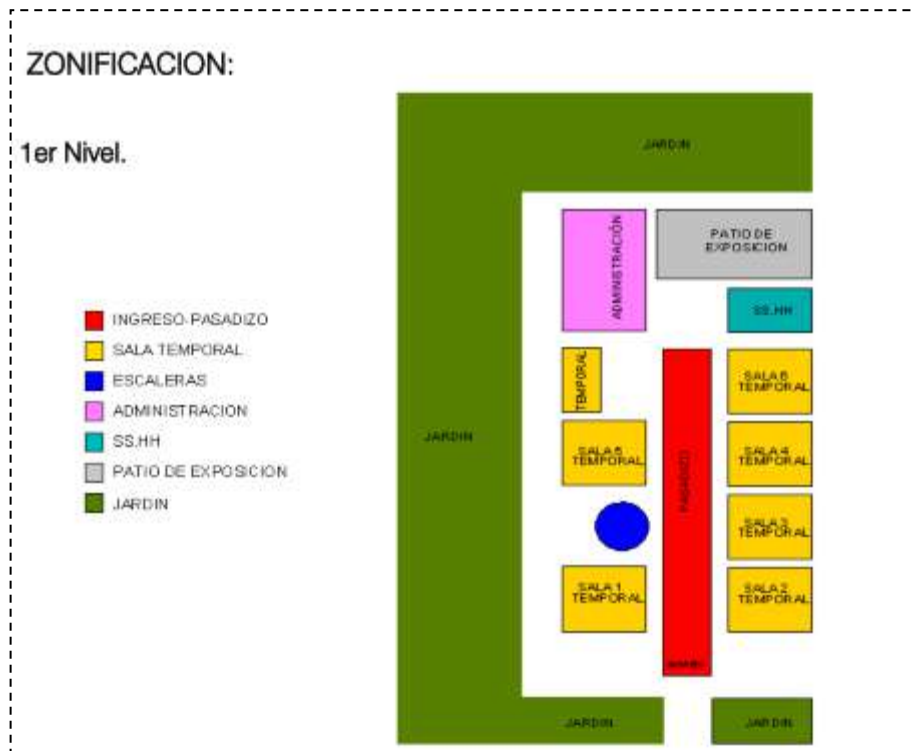 ZONIFICACION:
1er Nivel.
INGRESO-PASADIZO
SALA TEMPORAL
ESCALERAS
ADMINISTRACION
SS.HH
PATIO DE EXPOSICION
JARDIN
JARDIN
ADMINISTRACIÓN
PATIO DE
EXPOSICION
SS.HH
TEMPORAL
SALA 6
TEMPORAL
JARDIN
SALA 5
TEMPORAL
PASADIZO
SALA 4
TEMPORAL
SALA 3
TEMPORAL
SALA 1
TEMPORAL
SALA 2
TEMPORAL
JARDIN
JARDIN